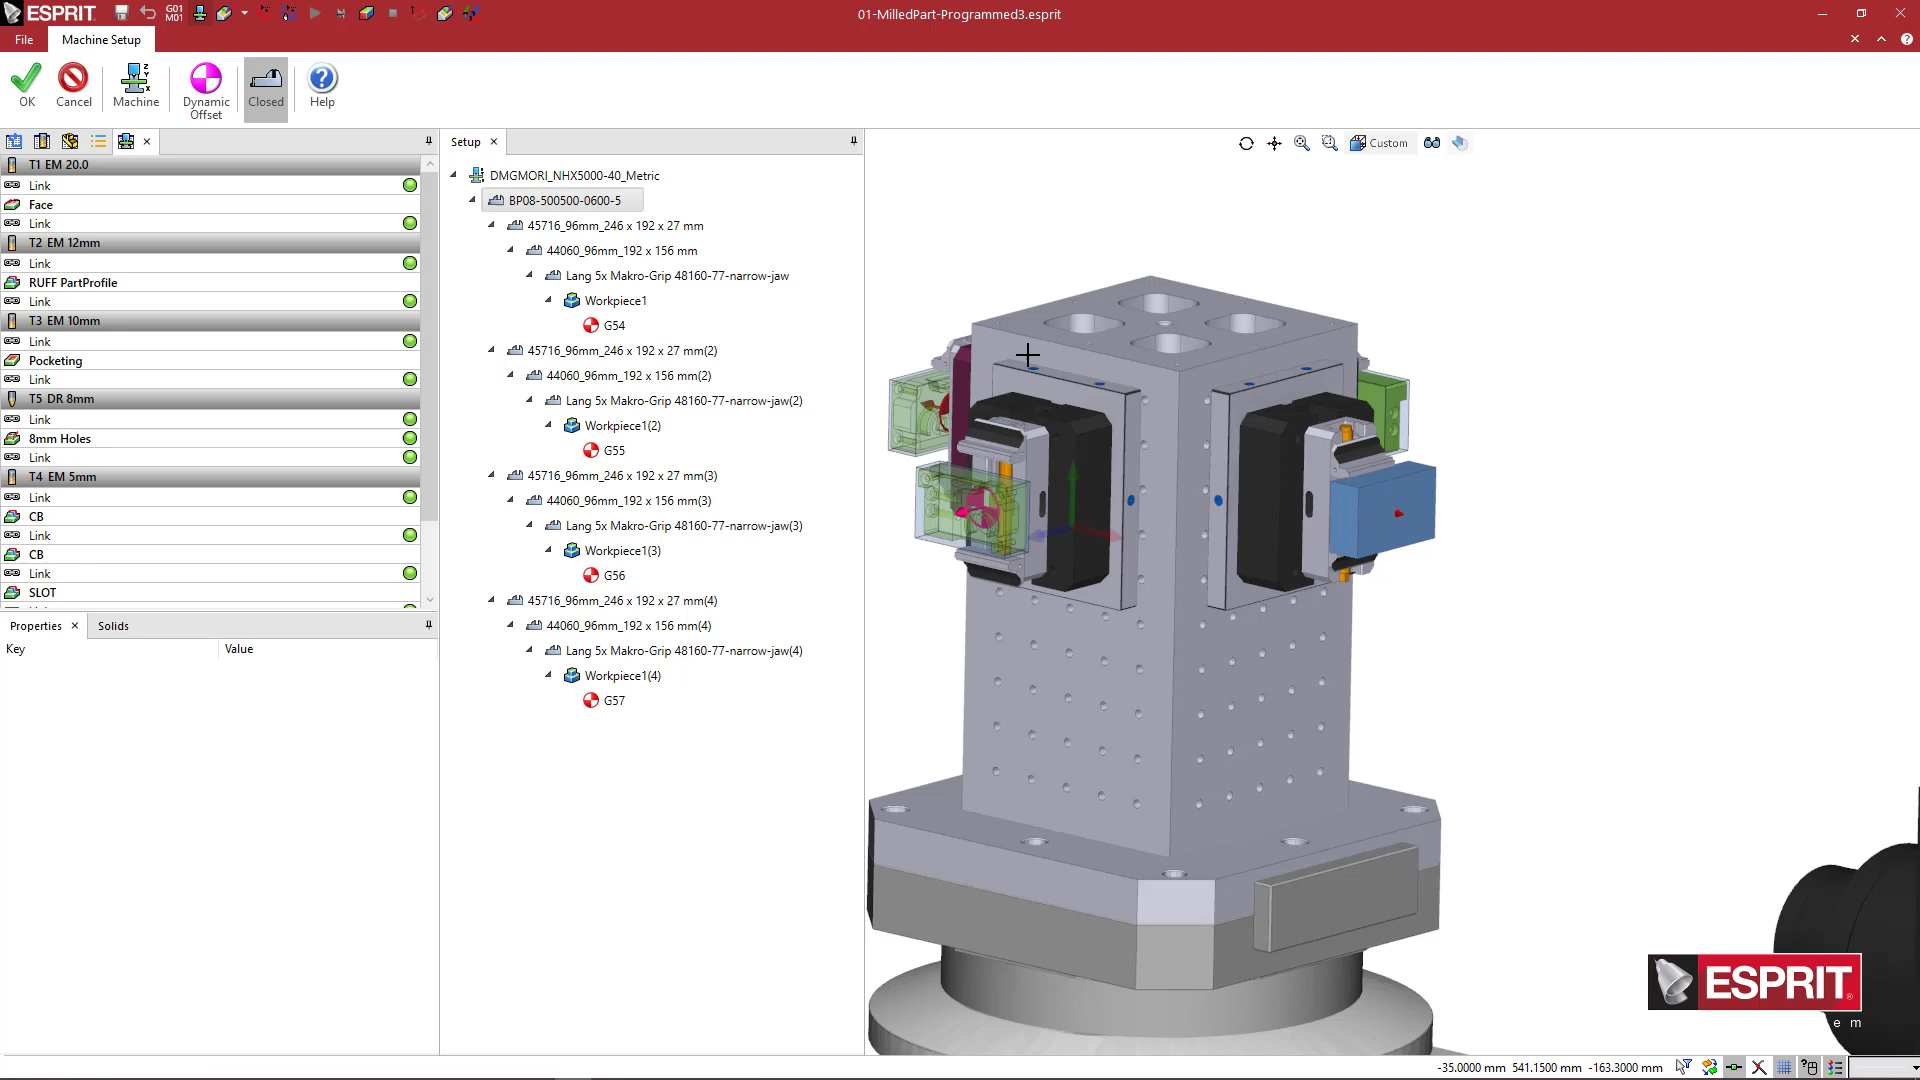 ESPRIT
G01
M01
01-MilledPart-Programmed3.esprit
File
Machine Setup
OK
Cancel
Machine
Dynamic
Offset
Closed
Help
Z
Y
X
T1 EM 20.0
Link
Face
Link
T2 EM 12mm
Link
RUFF PartProfile
Link
T3 EM 10mm
Link
Pocketing
Link
T5 DR 8mm
Link
8mm Holes
Link
T4 EM 5mm
Link
CB
Link
CB
Link
SLOT
Properties
Solids
Key
Value
Setup
DMGMORI_NHX5000-40_Metric
BP08-500500-0600-5
45716_96mm_246 x 192 x 27 mm
44060_96mm_192 x 156 mm
Lang 5x Makro-Grip 48160-77-narrow-jaw
Workpiece1
G54
45716_96mm_246 x 192 x 27 mm(2)
44060_96mm_192 x 156 mm(2)
Lang 5x Makro-Grip 48160-77-narrow-jaw(2)
Workpiece1(2)
G55
45716_96mm_246 x 192 x 27 mm(3)
44060_96mm_192 x 156 mm(3)
Lang 5x Makro-Grip 48160-77-narrow-jaw(3)
Workpiece1(3)
G56
45716_96mm_246 x 192 x 27 mm(4)
44060_96mm_192 x 156 mm(4)
Lang 5x Makro-Grip 48160-77-narrow-jaw(4)
Workpiece1(4)
G57
Custom
ESPRIT®
e m
-35.0000 mm 541.1500 mm -163.3000 mm